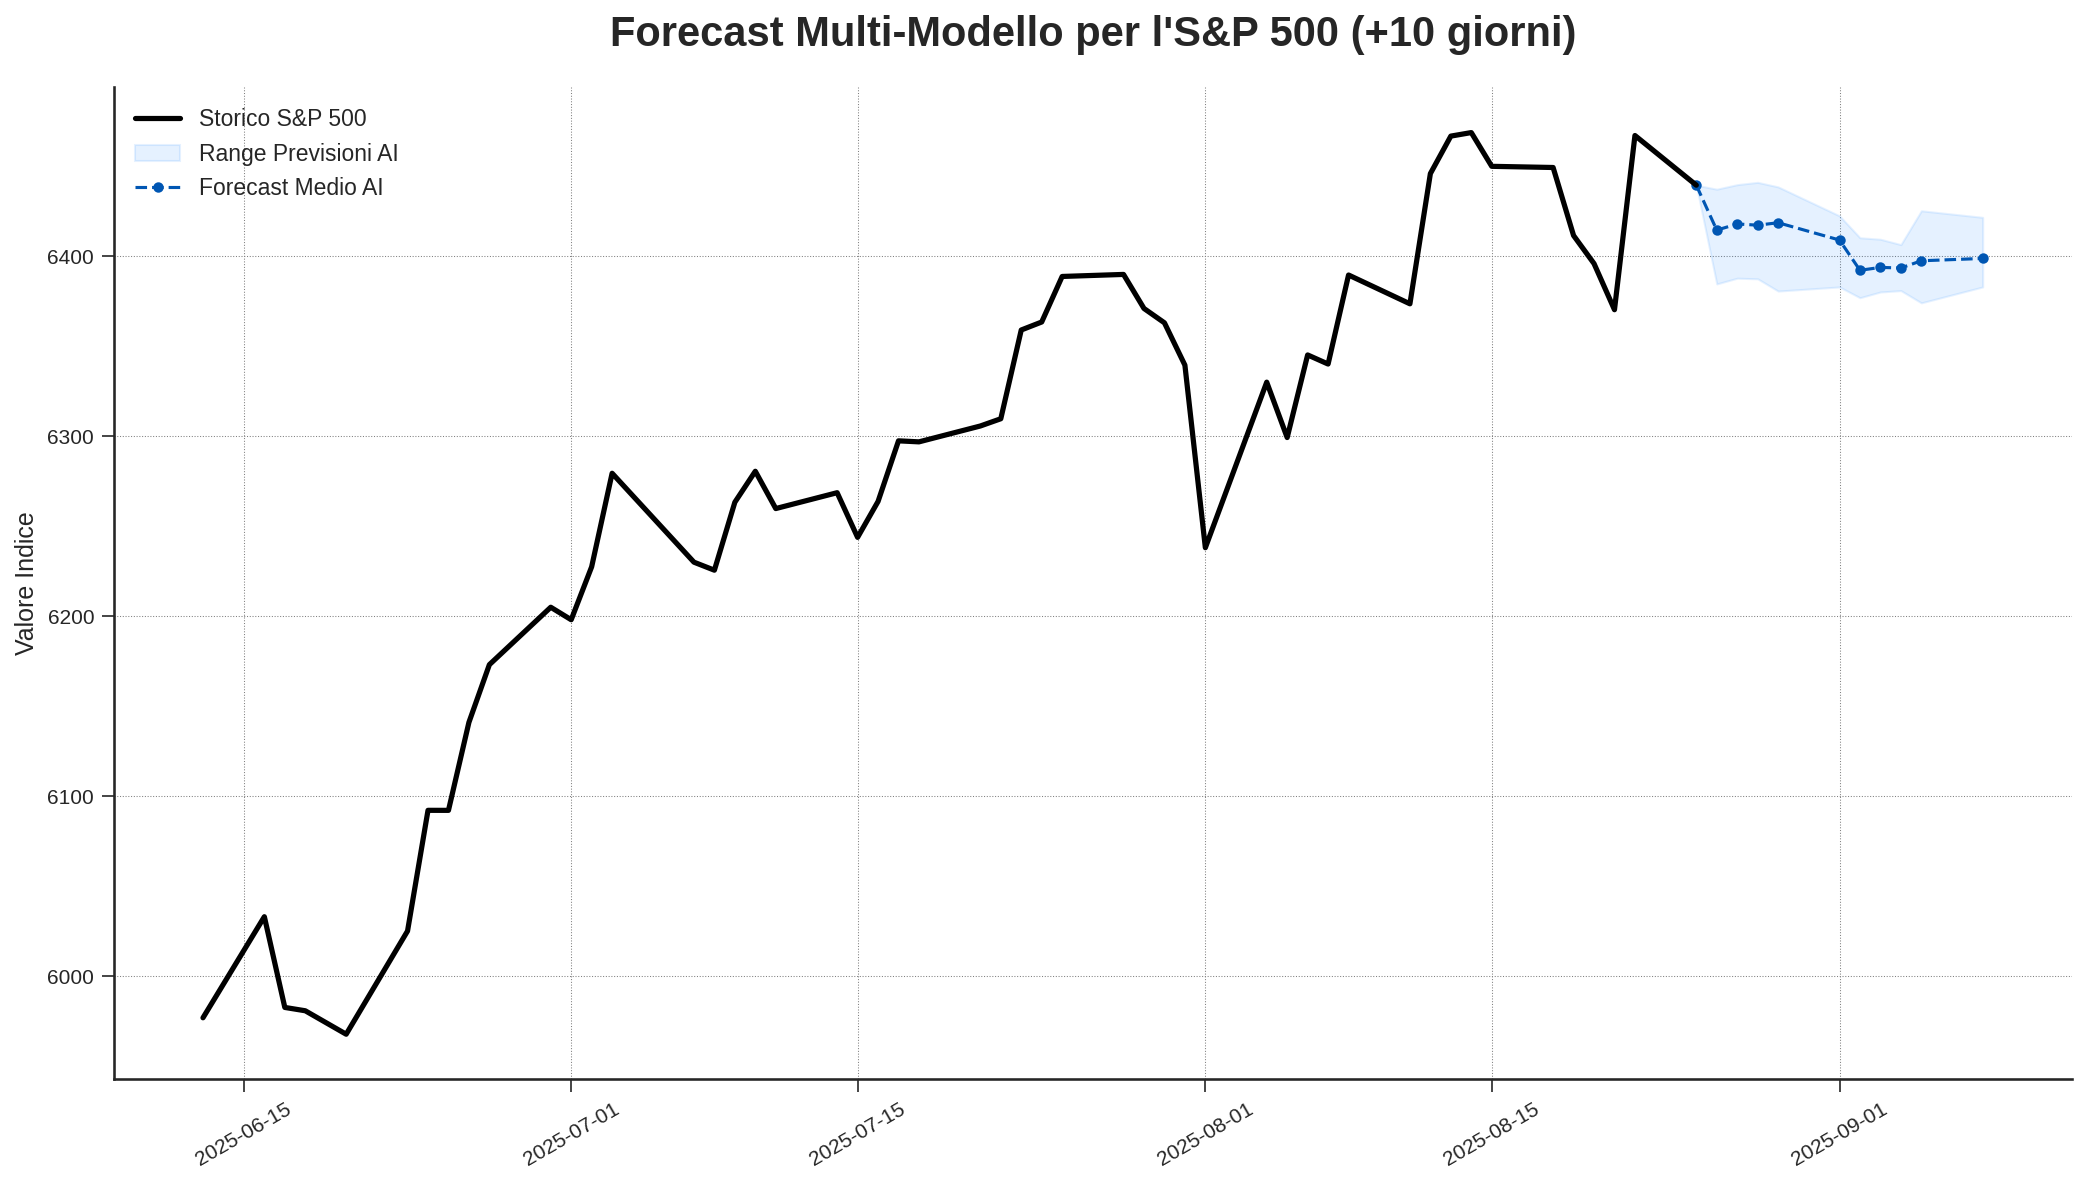 Forecast Multi-Modello per l'S&P 500 (+10 giorni)
Storico S&P 500
Range Previsioni AI
Forecast Medio AI
Valore Indice
6400
6300
6200
6100
6000
2025-06-15
2025-07-01
2025-07-15
2025-08-01
2025-08-15
2025-09-01